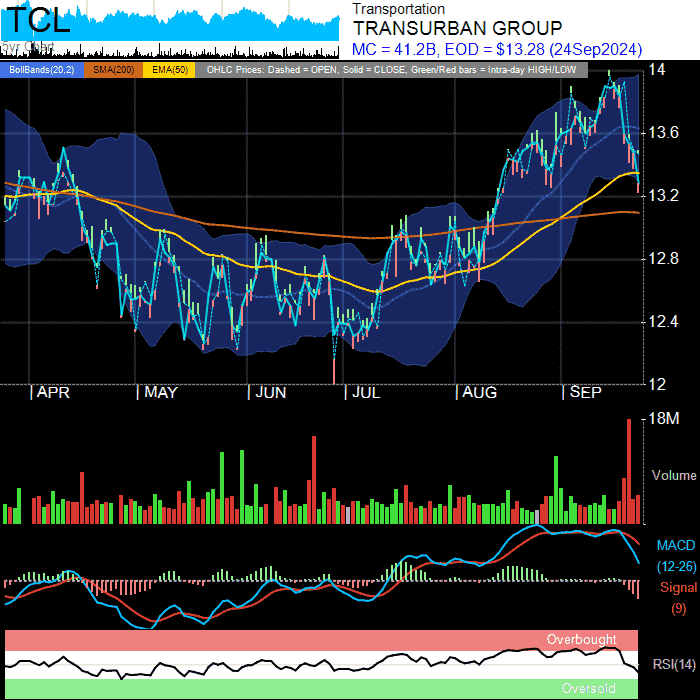 TCL
5yr Chart
Transportation
TRANSURBAN GROUP
MC = 41.2B, EOD = $13.28 (24Sep2024)
BollBands(20,2) SMA(200) EMA(50) OHLC Prices: Dashed = OPEN, Solid = CLOSE, Green/Red bars = Intra-day HIGH/LOW
14
13.6
13.2
12.8
12.4
12
| APR | MAY | JUN | JUL | AUG | SEP
18M
Volume
MACD
(12-26)
Signal
(9)
Overbought
RSI(14)
Oversold